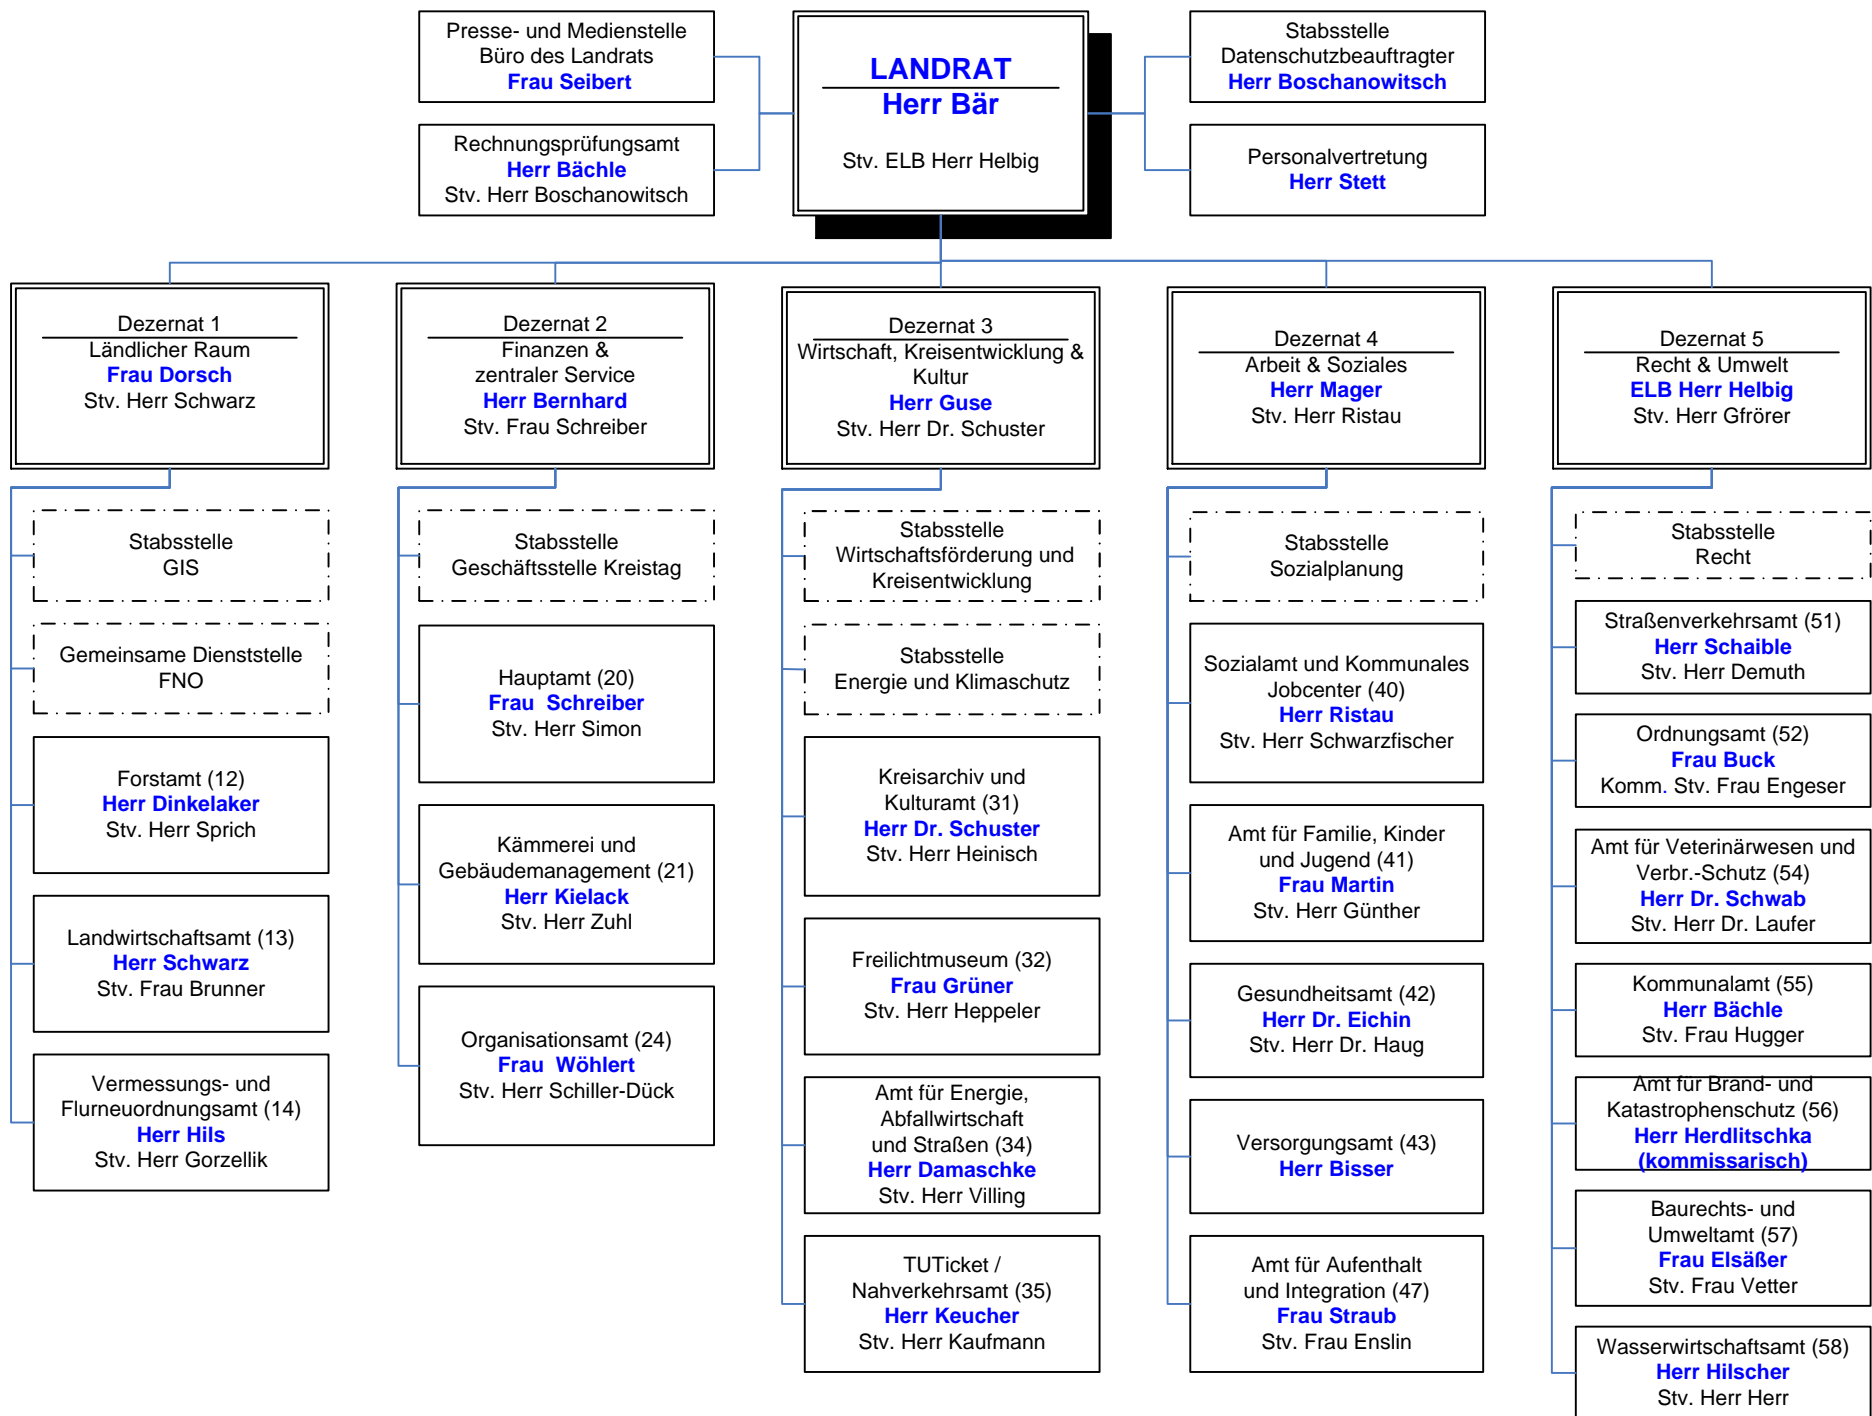 Presse- und Medienstelle
Büro des Landrats
Frau Seibert
Rechnungsprüfungsamt
Herr Bächle
Stv. Herr Boschanowitsch
LANDRAT
Herr Bär
Stv. ELB Herr Helbig
Stabsstelle
Datenschutzbeauftragter
Herr Boschanowitsch
Personalvertretung
Herr Stett
Dezernat 1
Ländlicher Raum
Frau Dorsch
Stv. Herr Schwarz
Stabsstelle
GIS
Gemeinsame Dienststelle
FNO
Forstamt (12)
Herr Dinkelaker
Stv. Herr Sprich
Landwirtschaftsamt (13)
Herr Schwarz
Stv. Frau Brunner
Vermessungs- und
Flurneuordnungsamt (14)
Herr Hils
Stv. Herr Gorzellik
Dezernat 2
Finanzen &
zentraler Service
Herr Bernhard
Stv. Frau Schreiber
Stabsstelle
Geschäftsstelle Kreistag
Hauptamt (20)
Frau  Schreiber
Stv. Herr Simon
Kämmerei und
Gebäudemanagement (21)
Herr Kielack
Stv. Herr Zuhl
Organisationsamt (24)
Frau  Wöhlert
Stv. Herr Schiller-Dück
Dezernat 3
Wirtschaft, Kreisentwicklung &
Kultur
Herr Guse
Stv. Herr Dr. Schuster
Stabsstelle
Wirtschaftsförderung und
Kreisentwicklung
Stabsstelle
Energie und Klimaschutz
Kreisarchiv und
Kulturamt (31)
Herr Dr. Schuster
Stv. Herr Heinisch
Freilichtmuseum (32)
Frau Grüner
Stv. Herr Heppeler
Amt für Energie,
Abfallwirtschaft
und Straßen (34)
Herr Damaschke
Stv. Herr Villing
TUTicket /
Nahverkehrsamt (35)
Herr Keucher
Stv. Herr Kaufmann
Dezernat 4
Arbeit & Soziales
Herr Mager
Stv. Herr Ristau
Stabsstelle
Sozialplanung
Sozialamt und Kommunales
Jobcenter (40)
Herr Ristau
Stv. Herr Schwarzfischer
Amt für Familie, Kinder
und Jugend (41)
Frau Martin
Stv. Herr Günther
Gesundheitsamt (42)
Herr Dr. Eichin
Stv. Herr Dr. Haug
Versorgungsamt (43)
Herr Bisser
Amt für Aufenthalt
und Integration (47)
Frau Straub
Stv. Frau Enslin
Dezernat 5
Recht & Umwelt
ELB Herr Helbig
Stv. Herr Gfrörer
Stabsstelle
Recht
Straßenverkehrsamt (51)
Herr Schaible
Stv. Herr Demuth
Ordnungsamt (52)
Frau Buck
Komm. Stv. Frau Engeser
Amt für Veterinärwesen und
Verbr.-Schutz (54)
Herr Dr. Schwab
Stv. Herr Dr. Laufer
Kommunalamt (55)
Herr Bächle
Stv. Frau Hugger
Amt für Brand- und
Katastrophenschutz (56)
Herr Herdlitschka
(kommissarisch)
Baurechts- und
Umweltamt (57)
Frau Elsäßer
Stv. Frau Vetter
Wasserwirtschaftsamt (58)
Herr Hilscher
Stv. Herr Herr